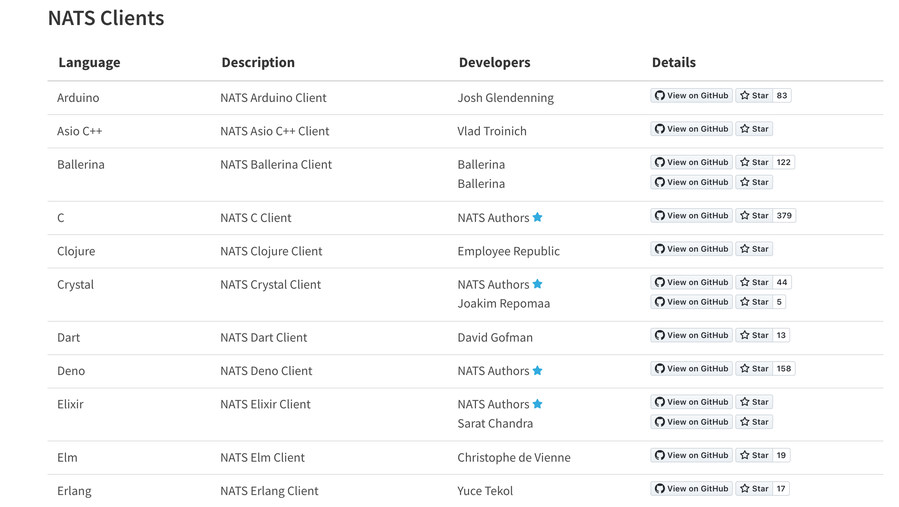 NATS Clients
Language Description Developers Details
Arduino NATS Arduino Client Josh Glendenning View on GitHub Star 83
Asio C++ NATS Asio C++ Client Vlad Troinich View on GitHub Star
Ballerina NATS Ballerina Client Ballerina View on GitHub Star 122
Ballerina View on GitHub Star
C NATS C Client NATS Authors View on GitHub Star 379
Clojure NATS Clojure Client Employee Republic View on GitHub Star
Crystal NATS Crystal Client NATS Authors View on GitHub Star 44
Joakim Repomaa View on GitHub Star 5
Dart NATS Dart Client David Gofman View on GitHub Star 13
Deno NATS Deno Client NATS Authors View on GitHub Star 158
Elixir NATS Elixir Client NATS Authors View on GitHub Star
Sarat Chandra View on GitHub Star
Elm NATS Elm Client Christophe de Vienne View on GitHub Star 19
Erlang NATS Erlang Client Yuce Tekol View on GitHub Star 17